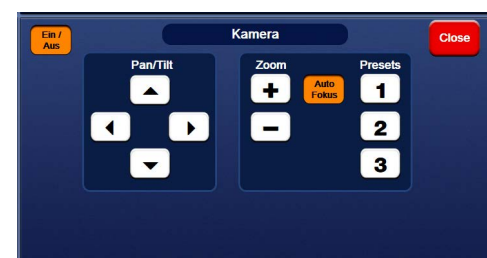 Ein /
Aus
Kamera
Close
Pan/Tilt
Zoom
Presets
+
Auto
Fokus
1
2
−
3